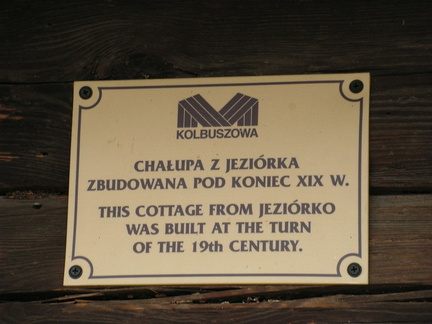 KOLBUSZOWA
CHAŁUPA Z JEZIÓRKA
ZBUDOWANA POD KONIEC XIX W.
THIS COTTAGE FROM JEZIÓRKO
WAS BUILT AT THE TURN
OF THE 19th CENTURY.